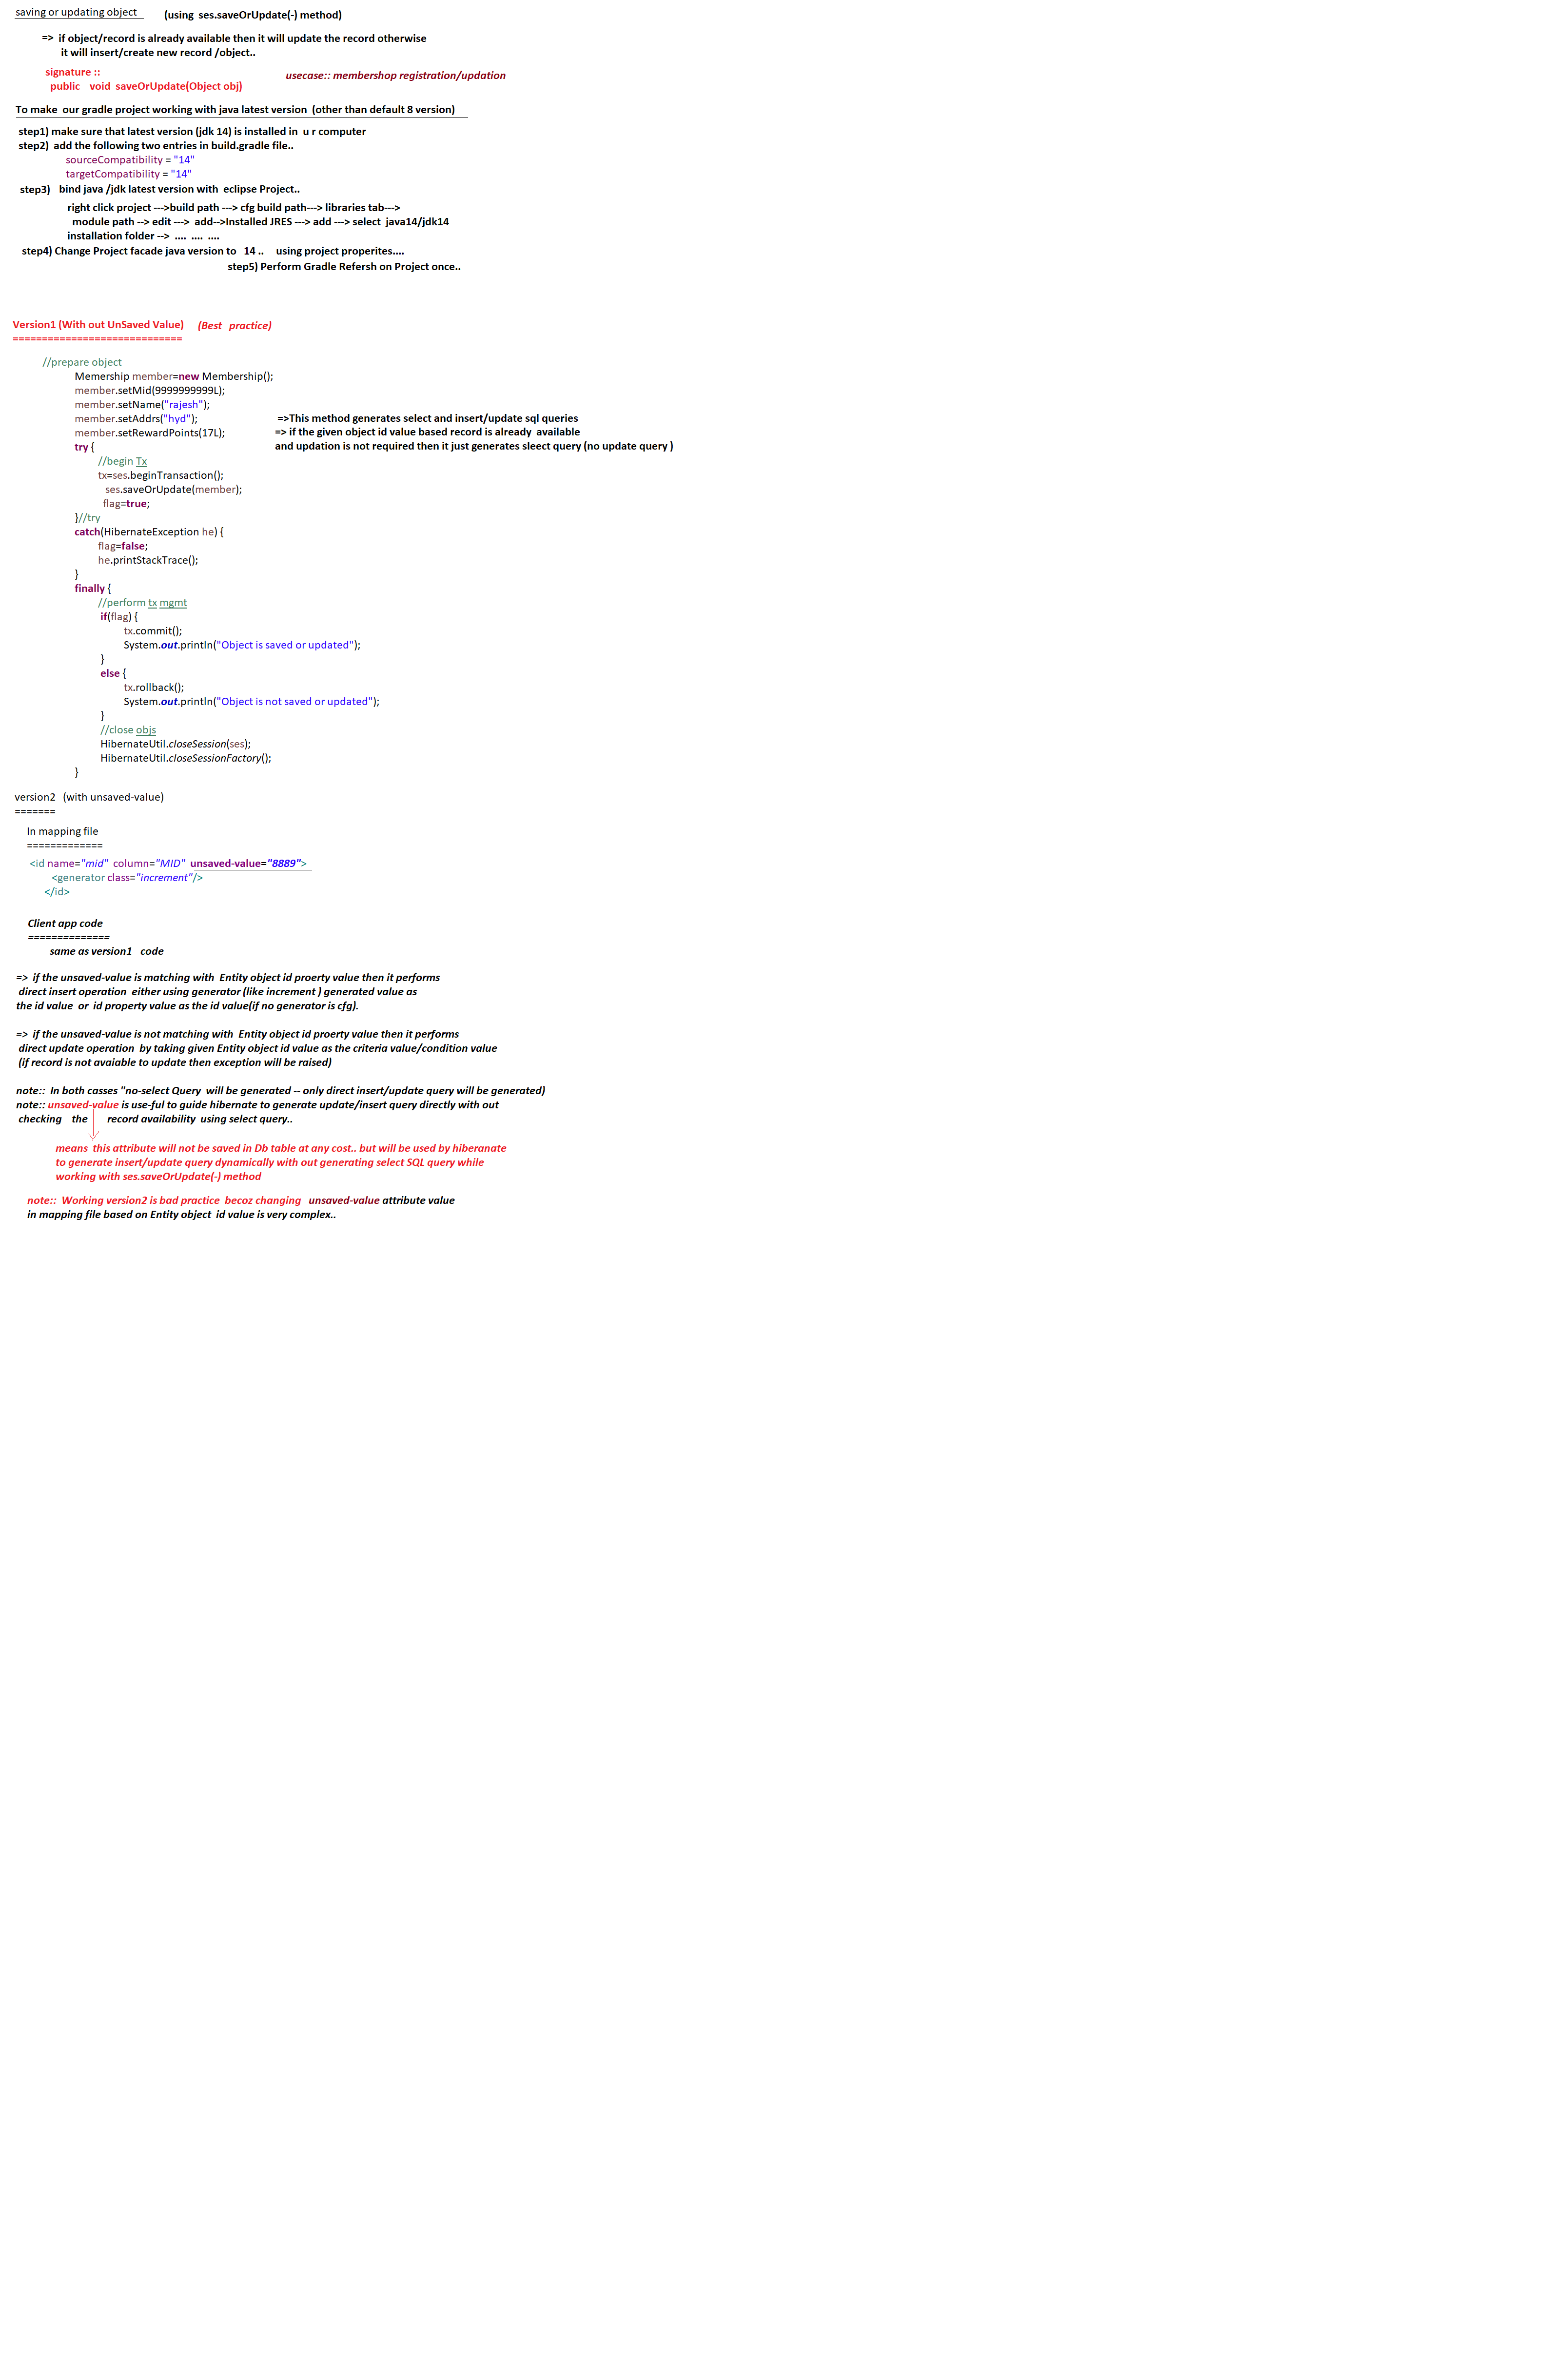 saving or updating object (using ses.saveOrUpdate(-) method)
=> if object/record is already available then it will update the record otherwise
it will insert/create new record /object..
signature ::
usecase:: membershop registration/updation
public void saveOrUpdate(Object obj)
To make our gradle project working with java latest version (other than default 8 version)
step1) make sure that latest version (jdk 14) is installed in u r computer
step2) add the following two entries in build.gradle file..
sourceCompatibility = "14"
targetCompatibility = "14"
step3) bind java /jdk latest version with eclipse Project..
right click project --->build path ---> cfg build path---> libraries tab--->
module path --> edit ---> add-->Installed JRES ---> add ---> select java14/jdk14
installation folder --> .... .... ....
step4) Change Project facade java version to 14 .. using project properites....
step5) Perform Gradle Refersh on Project once..
Version1 (With out UnSaved Value) (Best practice)
=============================
//prepare object
Memership member=new Membership();
member.setMid(9999999999L);
member.setName("rajesh");
member.setAddrs("hyd"); =>This method generates select and insert/update sql queries
member.setRewardPoints(17L); => if the given object id value based record is already available
try { and updation is not required then it just generates sleect query (no update query )
//begin Tx
tx=ses.beginTransaction();
ses.saveOrUpdate(member);
flag=true;
}//try
catch(HibernateException he) {
flag=false;
he.printStackTrace();
}
finally {
//perform tx mgmt
if(flag) {
tx.commit();
System.out.println("Object is saved or updated");
}
else {
tx.rollback();
System.out.println("Object is not saved or updated");
}
//close objs
HibernateUtil.closeSession(ses);
HibernateUtil.closeSessionFactory();
}
version2 (with unsaved-value)
=======
In mapping file
=============
<id name="mid" column="MID" unsaved-value="8889">
<generator class="increment"/>
</id>
Client app code
==============
same as version1 code
=> if the unsaved-value is matching with Entity object id proerty value then it performs
direct insert operation either using generator (like increment ) generated value as
the id value or id property value as the id value(if no generator is cfg).
=> if the unsaved-value is not matching with Entity object id proerty value then it performs
direct update operation by taking given Entity object id value as the criteria value/condition value
(if record is not avaiable to update then exception will be raised)
note:: In both casses "no-select Query will be generated -- only direct insert/update query will be generated)
note:: unsaved-value is use-ful to guide hibernate to generate update/insert query directly with out
checking the record availability using select query..
means this attribute will not be saved in Db table at any cost.. but will be used by hiberanate
to generate insert/update query dynamically with out generating select SQL query while
working with ses.saveOrUpdate(-) method
note:: Working version2 is bad practice becoz changing unsaved-value attribute value
in mapping file based on Entity object id value is very complex..